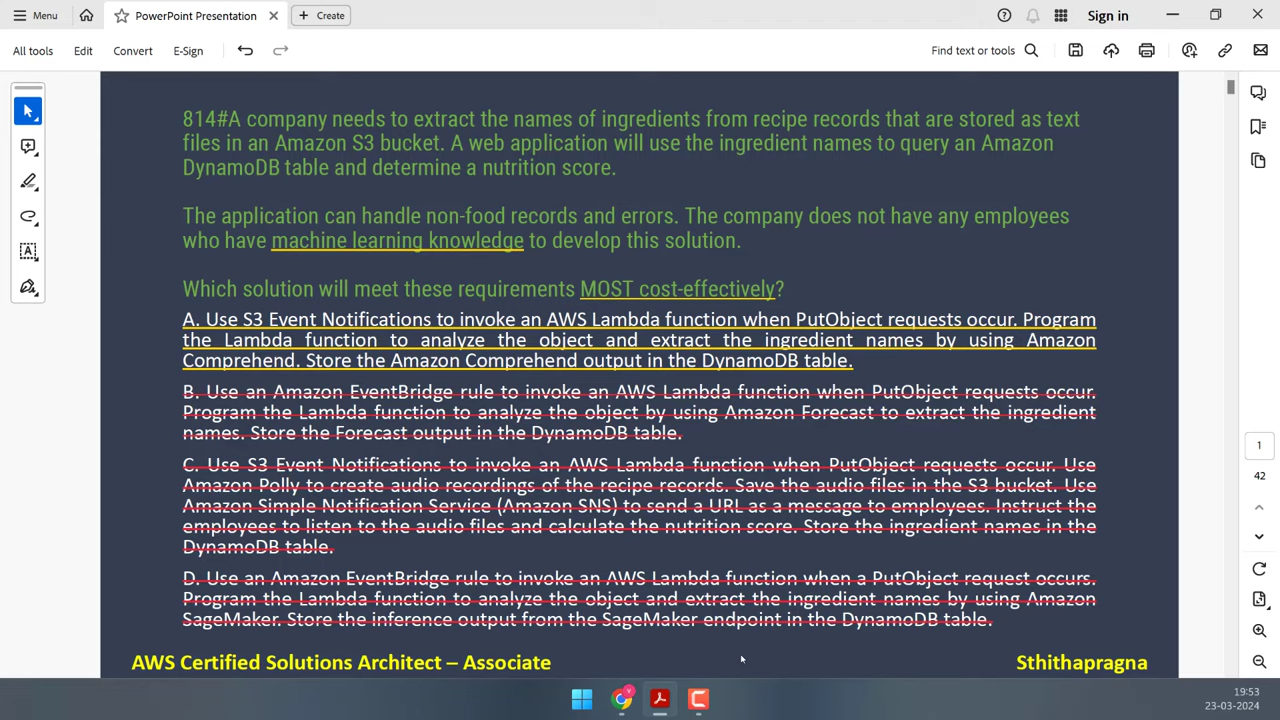 Menu
PowerPoint Presentation
Create
Sign in
All tools
Edit
Convert
E-Sign
Find text or tools
814#A company needs to extract the names of ingredients from recipe records that are stored as text
files in an Amazon S3 bucket. A web application will use the ingredient names to query an Amazon
DynamoDB table and determine a nutrition score.
The application can handle non-food records and errors. The company does not have any employees
who have machine learning knowledge to develop this solution.
Which solution will meet these requirements MOST cost-effectively?
A. Use S3 Event Notifications to invoke an AWS Lambda function when PutObject requests occur. Program
the Lambda function to analyze the object and extract the ingredient names by using Amazon
Comprehend. Store the Amazon Comprehend output in the DynamoDB table.
B. Use an Amazon EventBridge rule to invoke an AWS Lambda function when PutObject requests occur.
Program the Lambda function to analyze the object by using Amazon Forecast to extract the ingredient
names. Store the Forecast output in the DynamoDB table.
C. Use S3 Event Notifications to invoke an AWS Lambda function when PutObject requests occur. Use
Amazon Polly to create audio recordings of the recipe records. Save the audio files in the S3 bucket. Use
Amazon Simple Notification Service (Amazon SNS) to send a URL as a message to employees. Instruct the
employees to listen to the audio files and calculate the nutrition score. Store the ingredient names in the
DynamoDB table.
D. Use an Amazon EventBridge rule to invoke an AWS Lambda function when a PutObject request occurs.
Program the Lambda function to analyze the object and extract the ingredient names by using Amazon
SageMaker. Store the inference output from the SageMaker endpoint in the DynamoDB table.
AWS Certified Solutions Architect – Associate
Sthithapragna
1
42
19:53
23-03-2024